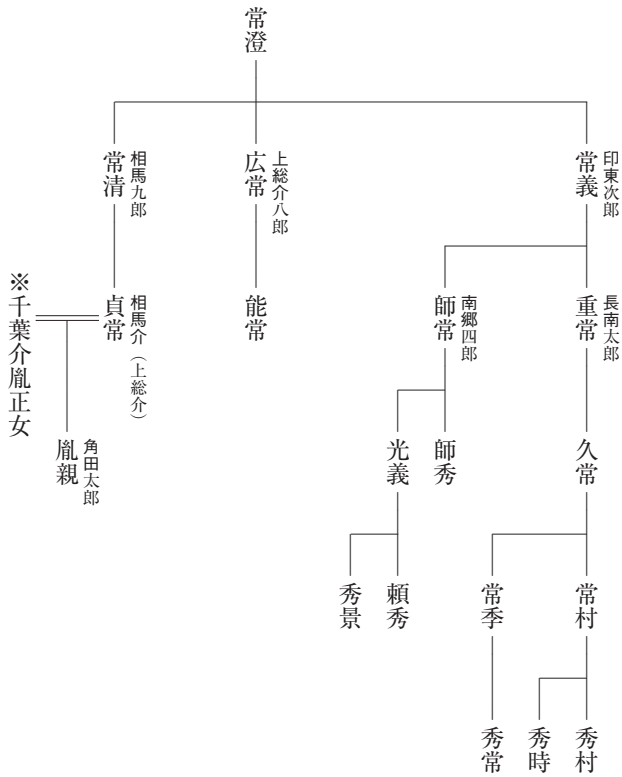 常澄
印東次郎
常義
上総介八郎
広常
相馬九郎
常清
長南太郎
重常
南郷四郎
師常
能常
相馬介（上総介）
貞常
※千葉介胤正女
久常
師秀
光義
角田太郎
胤親
常村
常季
頼秀
秀景
秀村
秀時
秀常